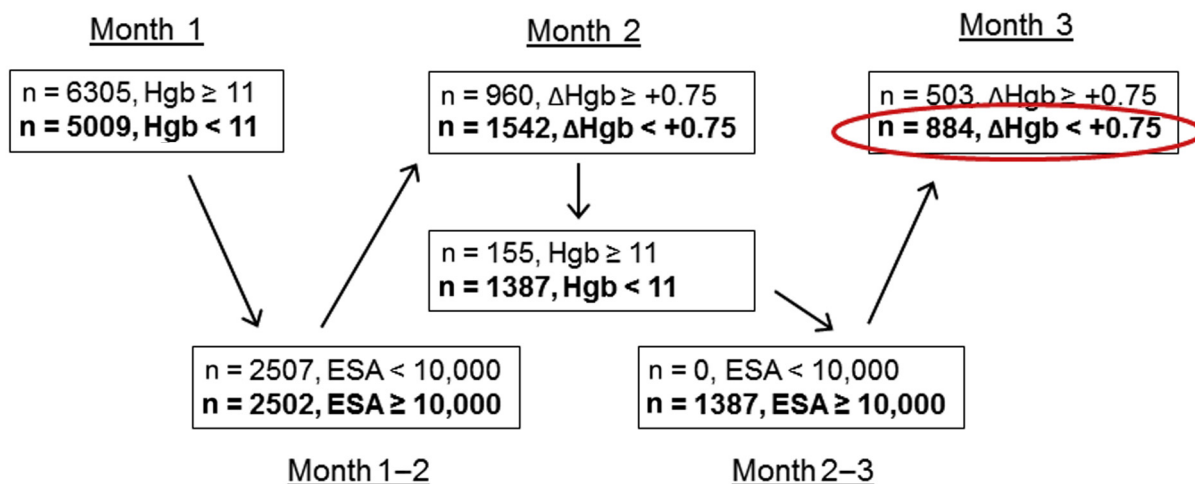 Month 1
n = 6305, Hgb ≥ 11
n = 5009, Hgb < 11
n = 2507, ESA < 10,000
n = 2502, ESA ≥ 10,000
Month 1–2
Month 2
n = 960, ΔHgb ≥ +0.75
n = 1542, ΔHgb < +0.75
n = 155, Hgb ≥ 11
n = 1387, Hgb < 11
n = 0, ESA < 10,000
n = 1387, ESA ≥ 10,000
Month 2–3
Month 3
n = 503, ΔHgb ≥ +0.75
n = 884, ΔHgb < +0.75